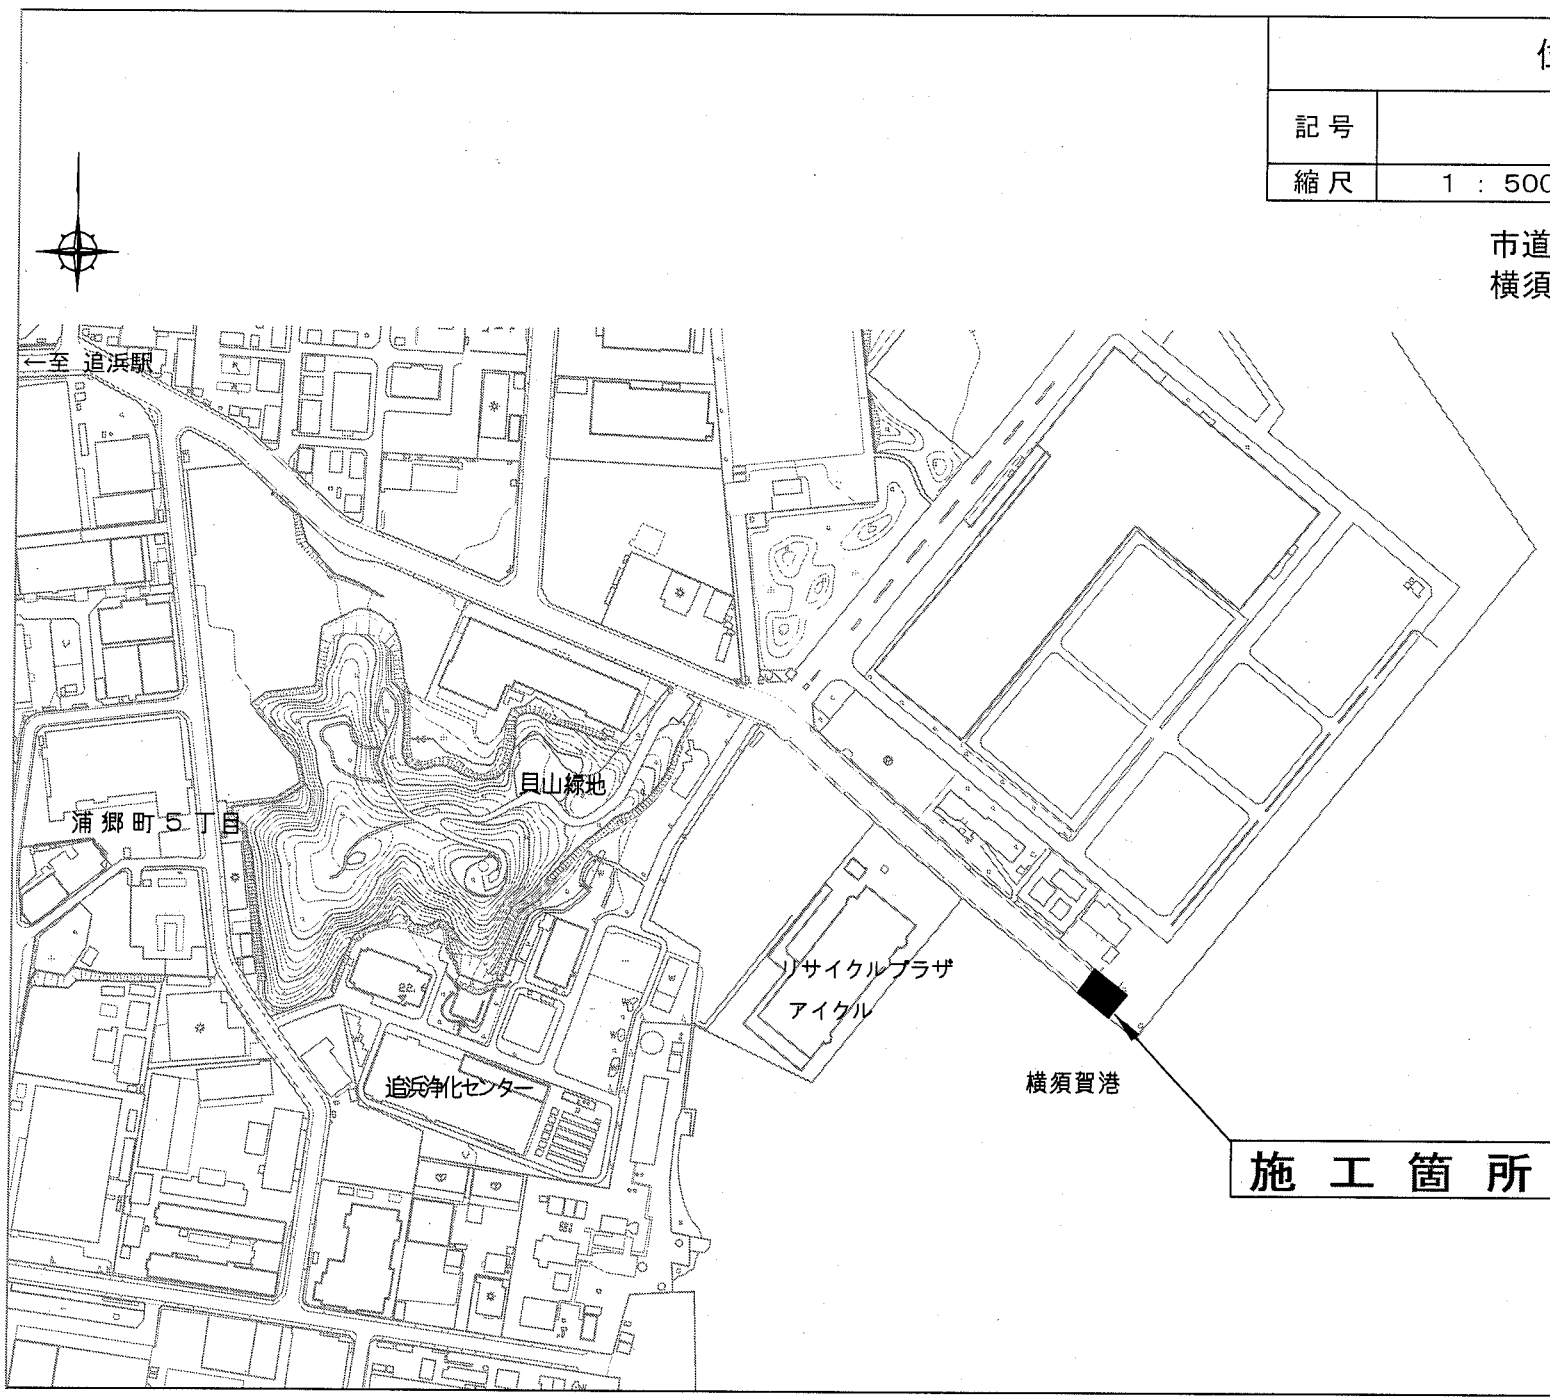 記号
縮尺 1 : 500
市道
横須
←至 追浜駅
貝山緑地
浦郷町5丁目
リサイクルプラザ
アイクル
22.
追浜浄化センター
横須賀港
施工箇所